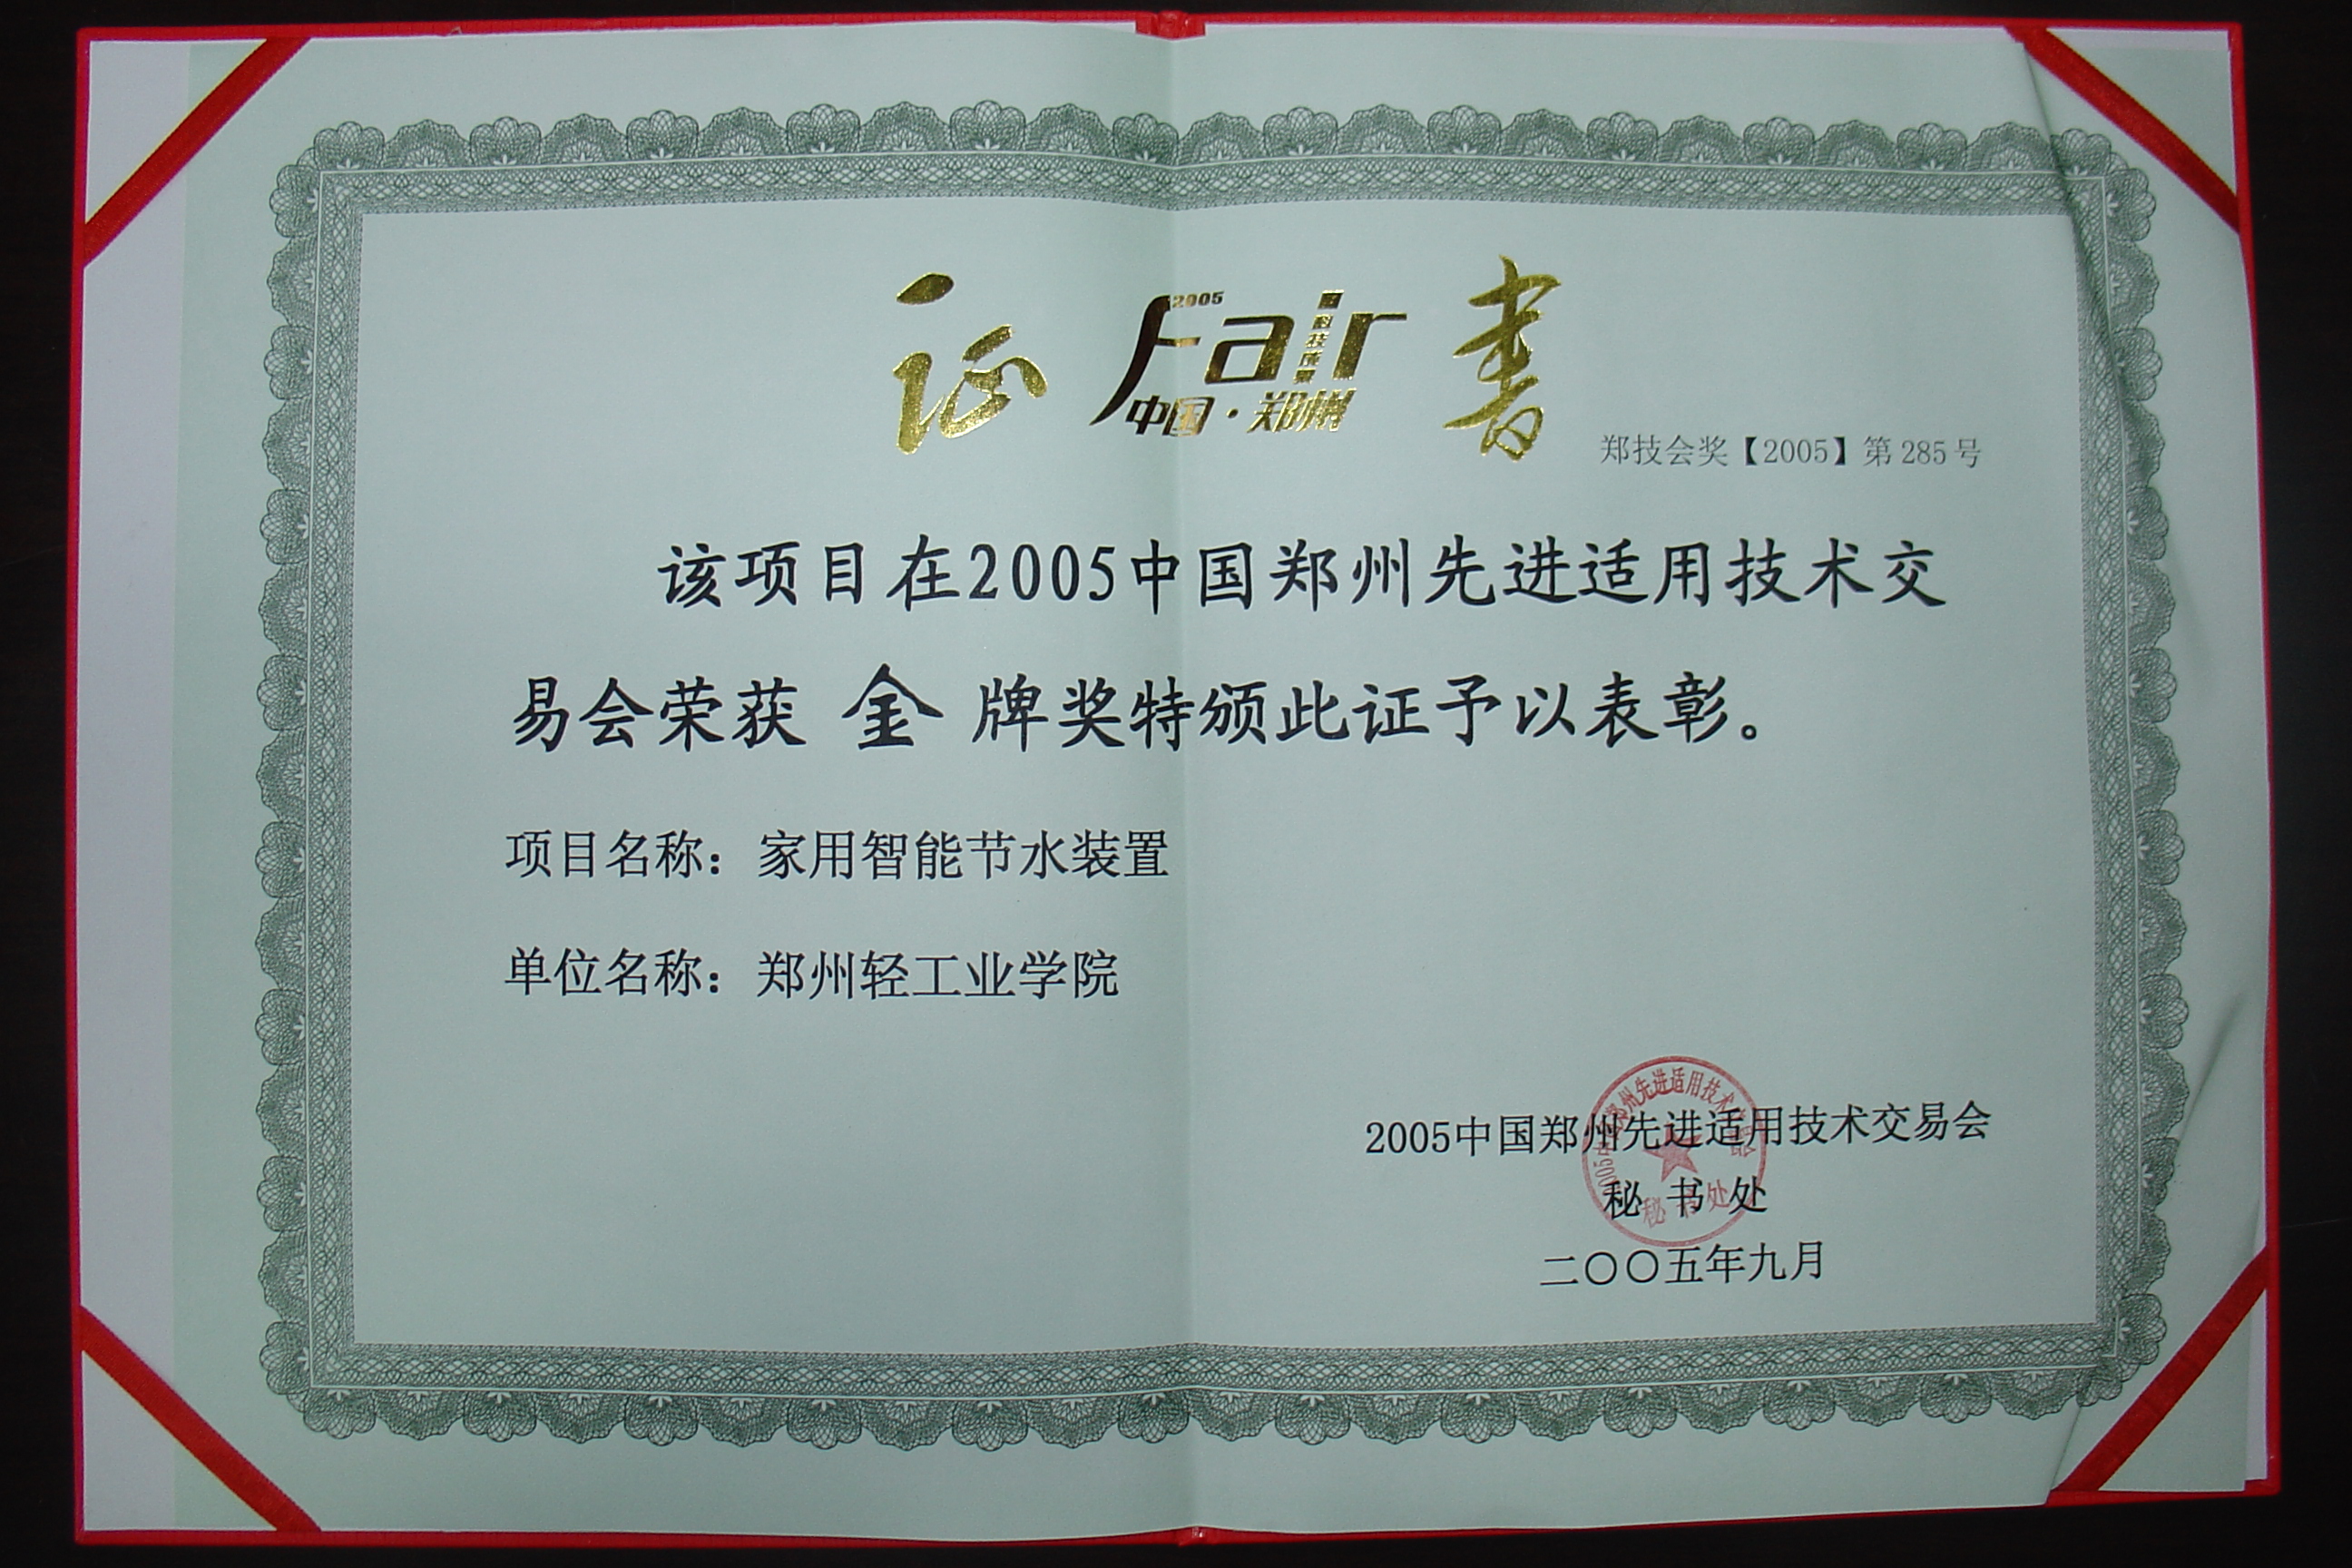 证 书
2005
Fair
中国·郑州
郑技会奖【2005】第285号
该项目在2005中国郑州先进适用技术交
易会荣获 金 牌奖特颁此证予以表彰。
项目名称：家用智能节水装置
单位名称：郑州轻工业学院
2005中国郑州先进适用技术交易会
秘 书 处
二〇〇五年九月
秘书处